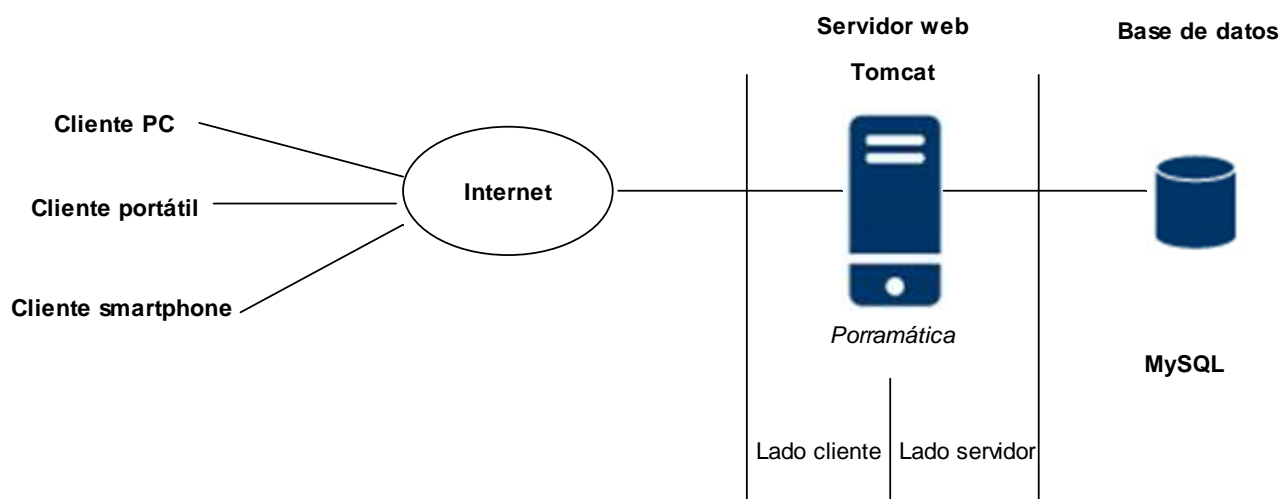 Servidor web
Base de datos
Tomcat
Cliente PC
Internet
Cliente portátil
Cliente smartphone
Porramática
MySQL
Lado cliente
Lado servidor